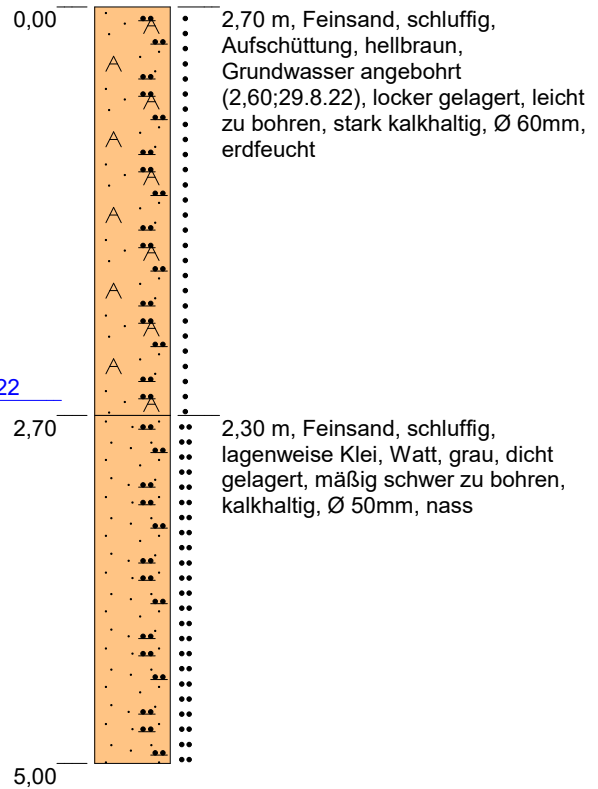 0,00
2,70 m, Feinsand, schluffig,
Aufschüttung, hellbraun,
Grundwasser angebohrt
(2,60;29.8.22), locker gelagert, leicht
zu bohren, stark kalkhaltig, Ø 60mm,
erdfeucht
22
2,70
2,30 m, Feinsand, schluffig,
lagenweise Klei, Watt, grau, dicht
gelagert, mäßig schwer zu bohren,
kalkhaltig, Ø 50mm, nass
5,00